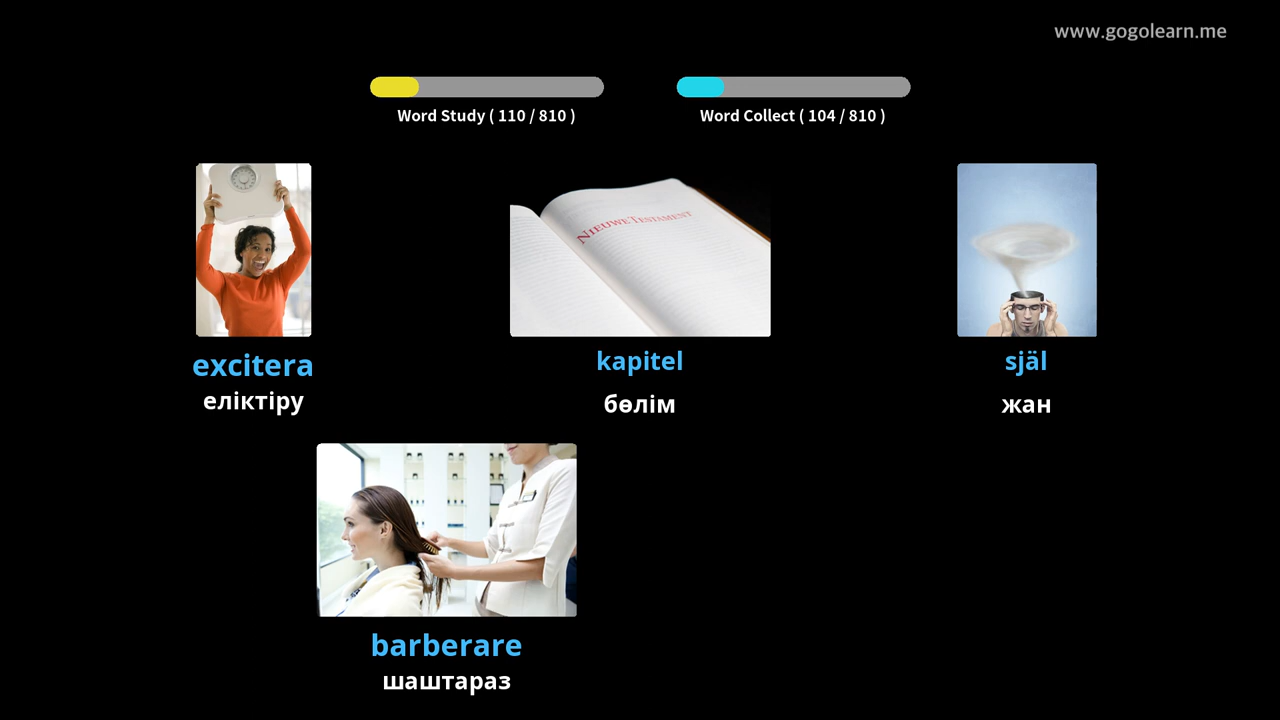 www.gogolearn.me
Word Study ( 110 / 810 )
Word Collect ( 104 / 810 )
NIEUWE TESTAMENT
excitera
еліктіру
kapitel
бөлім
själ
жан
barberare
шаштараз